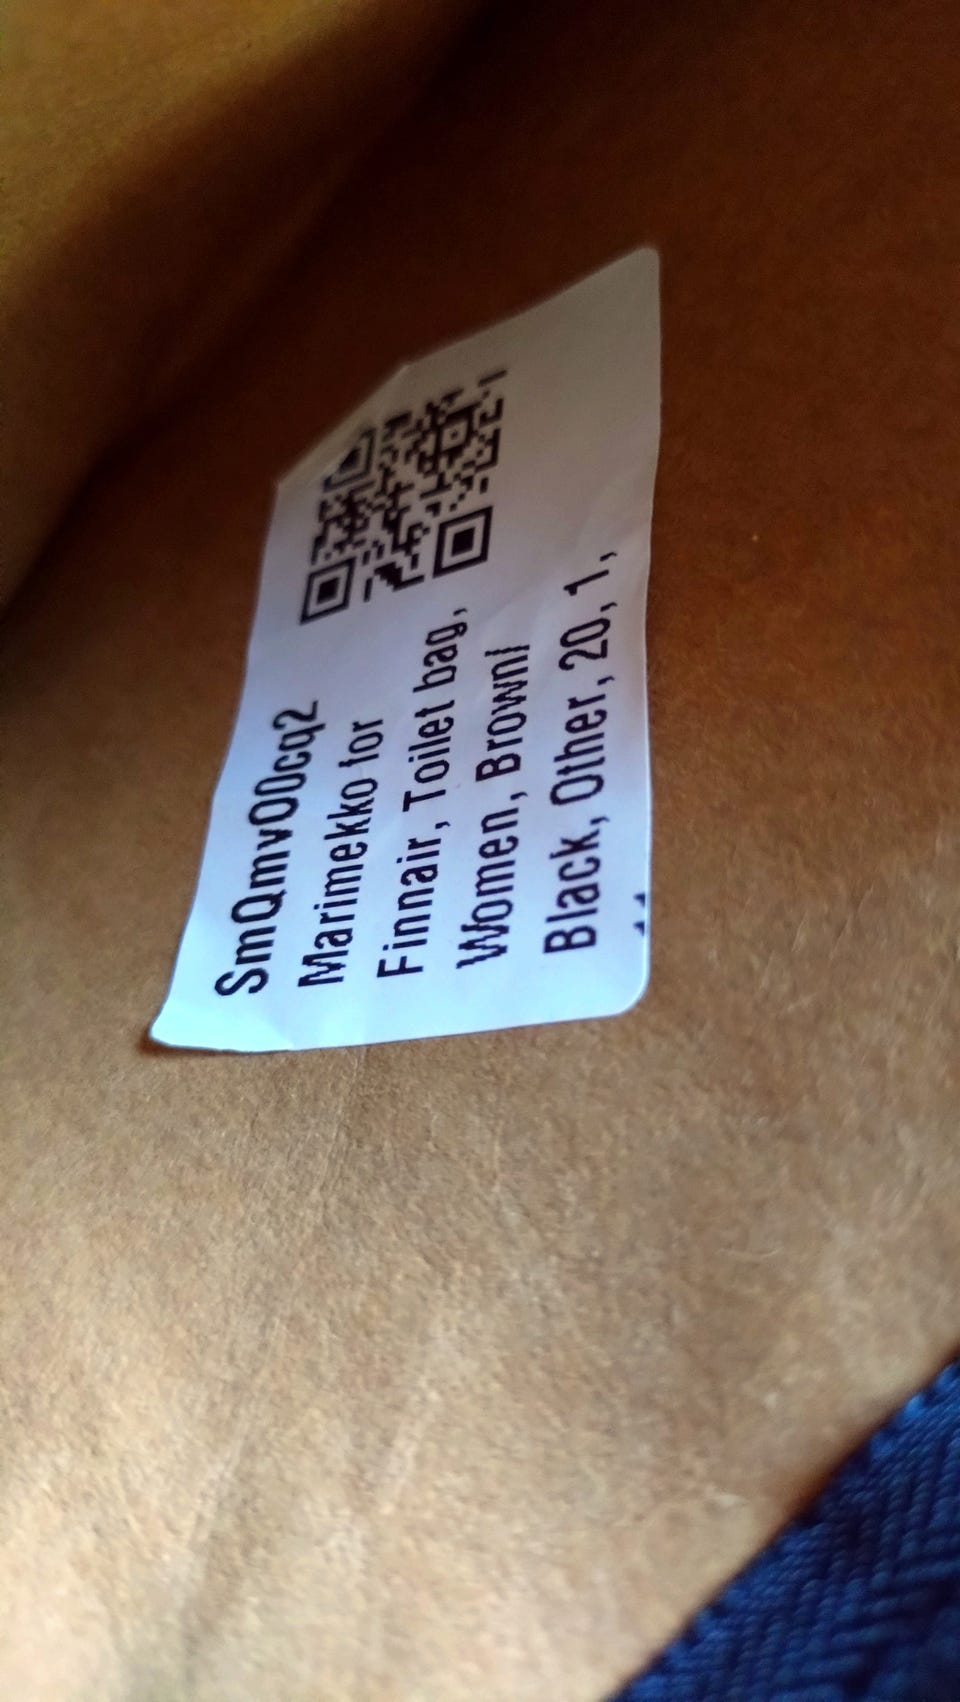 SmQmvO0cq2
Marimekko for
Finnair, Toilet bag,
Women, Brown/
Black, Other, 20, 1,